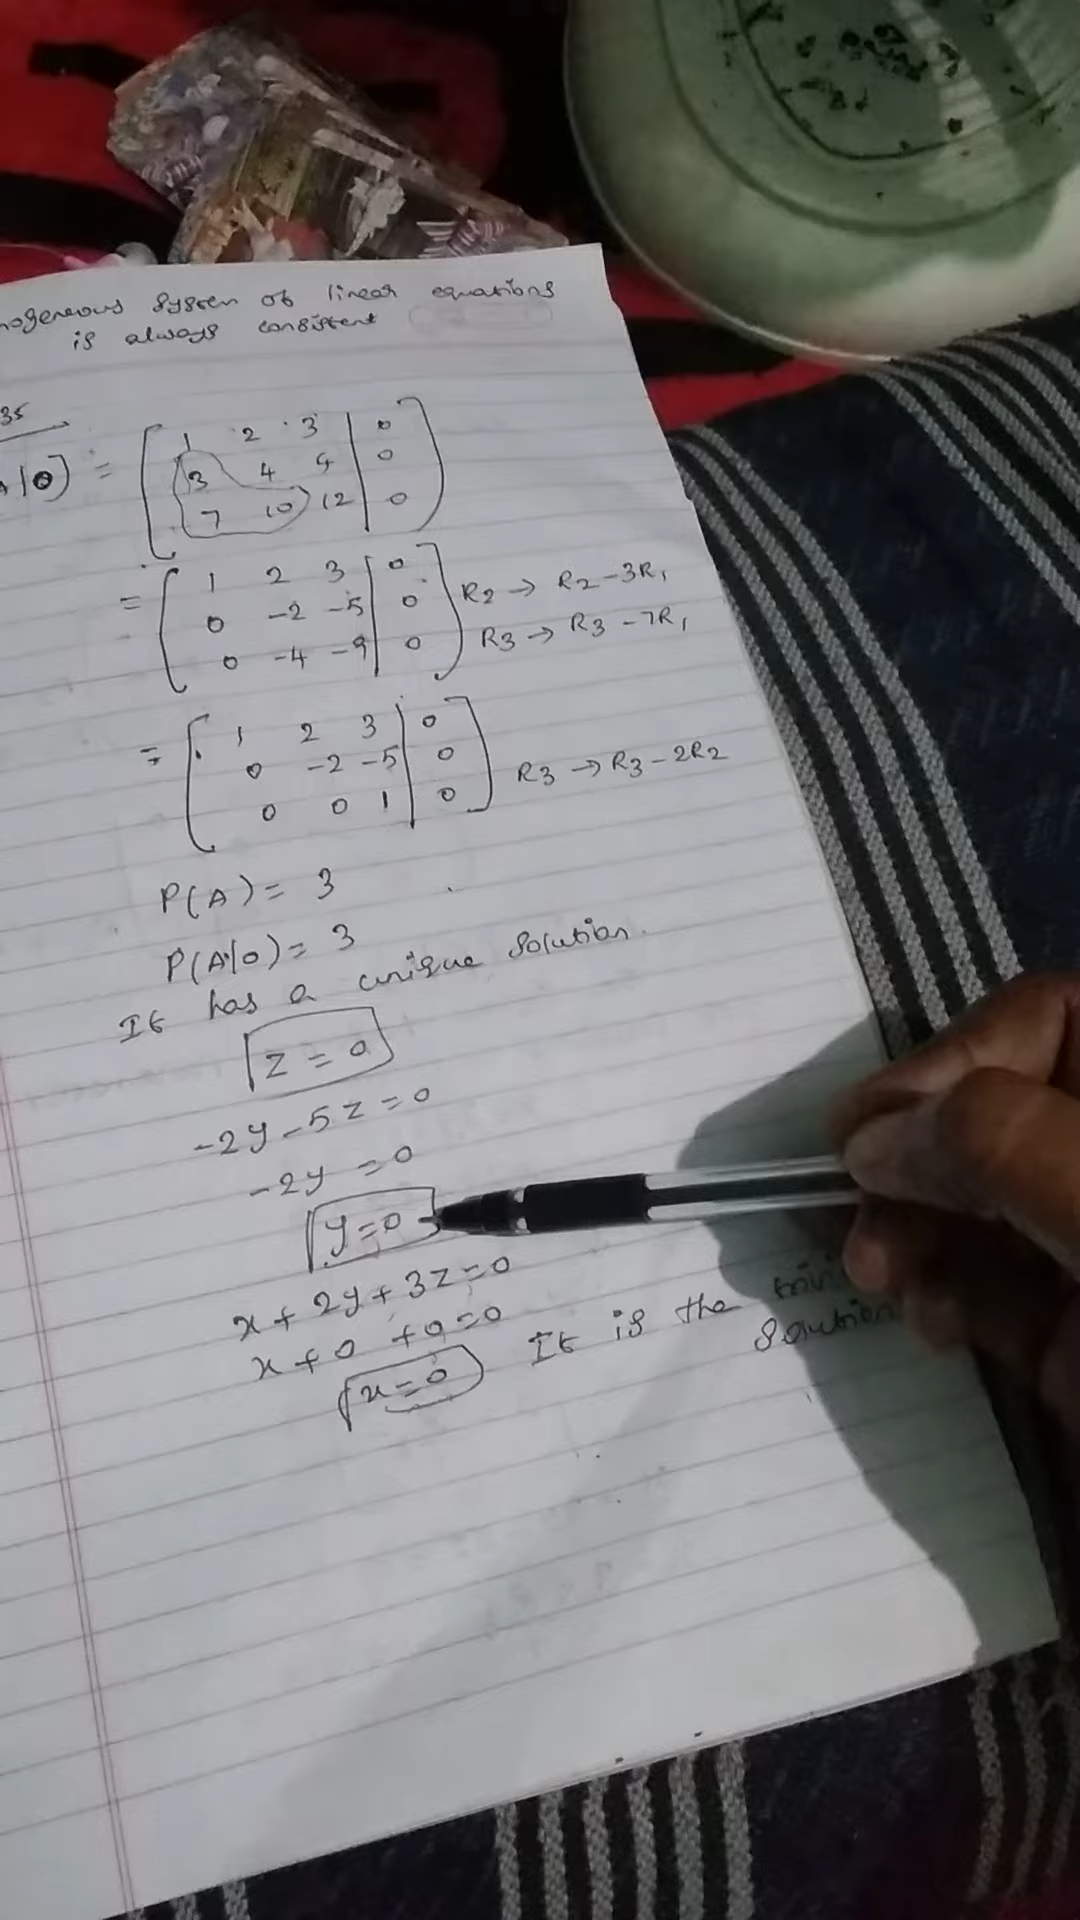 system of linear equations
is always consistent
35
|0) = [ 1 2 3 | 0
3 4 4 | 0
7 10 12 | 0 ]
= [ 1 2 3 | 0
0 -2 -5 | 0 ] R2 → R2 - 3R1
0 -4 -9 | 0 R3 → R3 - 7R1
= [ 1 2 3 | 0
0 -2 -5 | 0
0 0 1 | 0 ] R3 → R3 - 2R2
P(A) = 3
P(A|0) = 3
It has a unique solution.
z = 0
-2y - 5z = 0
-2y = 0
y = 0
x + 2y + 3z = 0
x + 0 + 0 = 0
x = 0 It is the
solution